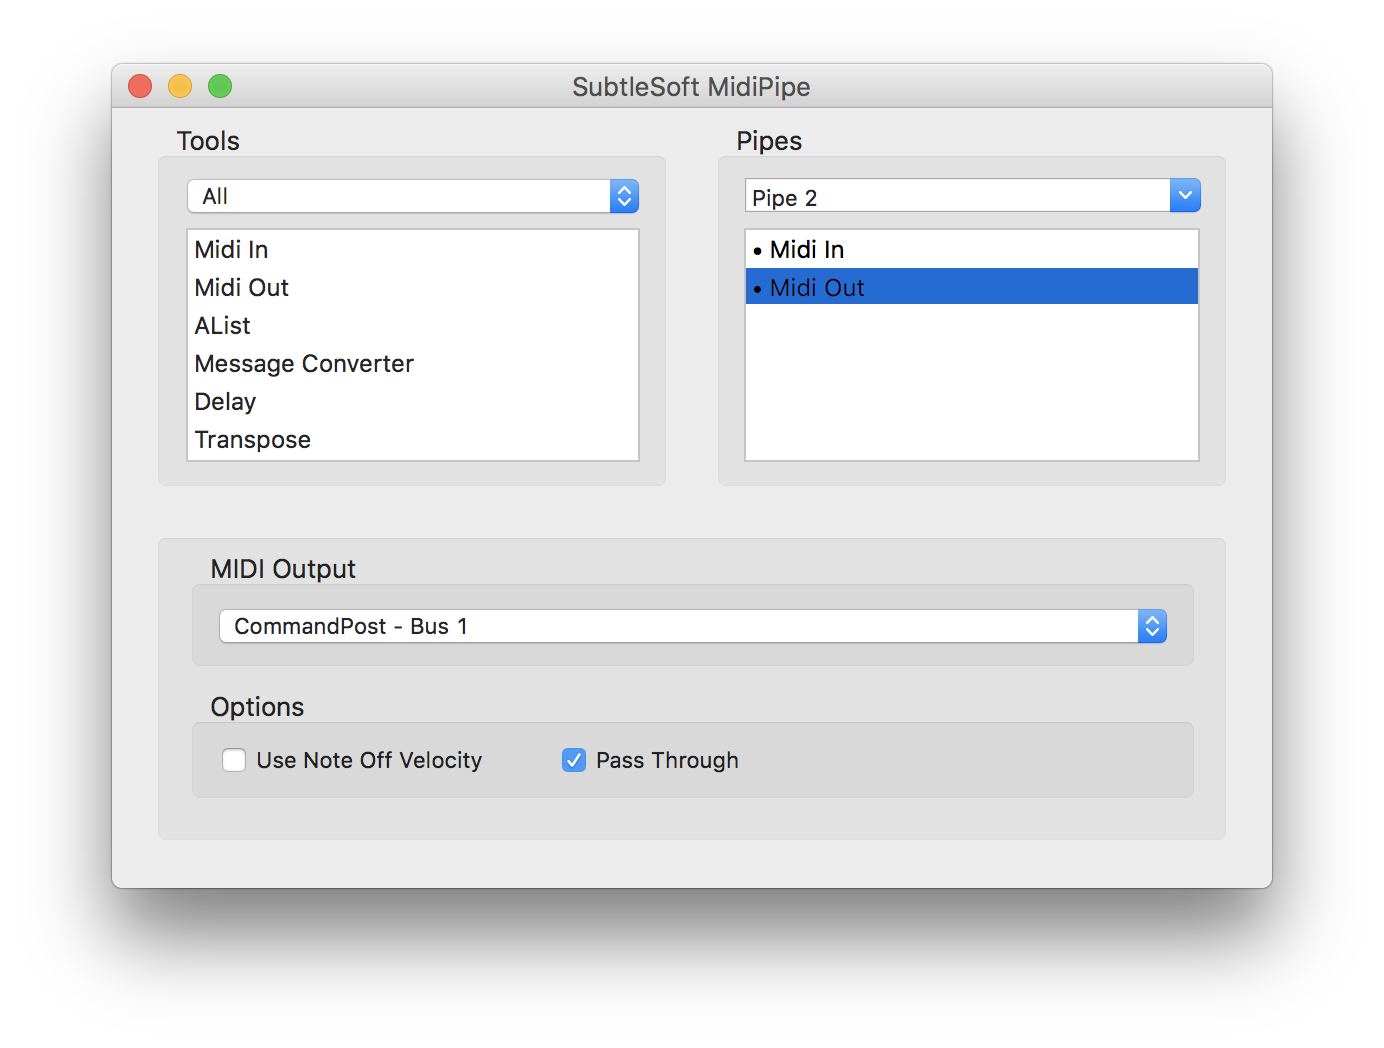 SubtleSoft MidiPipe
Tools
All
Midi In
Midi Out
AList
Message Converter
Delay
Transpose
Pipes
Pipe 2
• Midi In
• Midi Out
MIDI Output
CommandPost - Bus 1
Options
Use Note Off Velocity
Pass Through